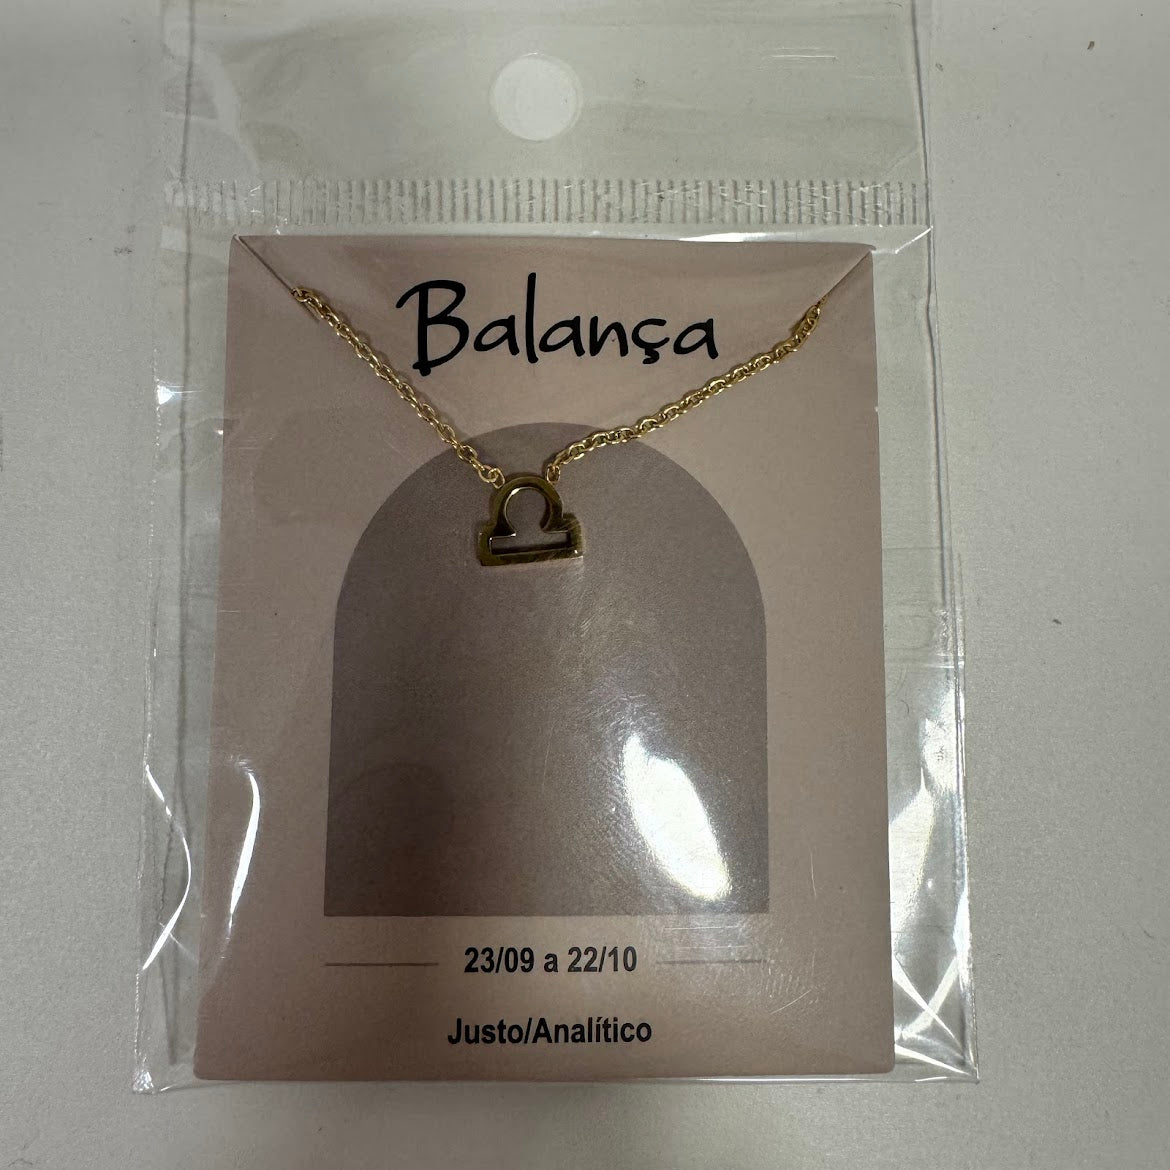 Balança
23/09 a 22/10
Justo/Analítico